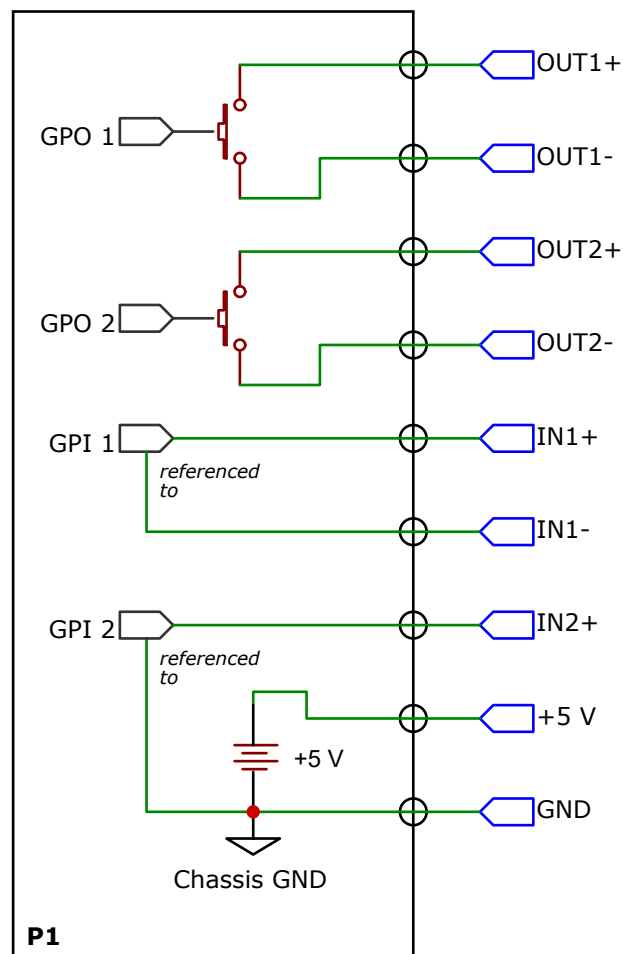 OUT1+
GPO 1
OUT1-
OUT2+
GPO 2
OUT2-
GPI 1
IN1+
referenced
to
IN1-
GPI 2
IN2+
referenced
to
+5 V
+5 V
GND
Chassis GND
P1